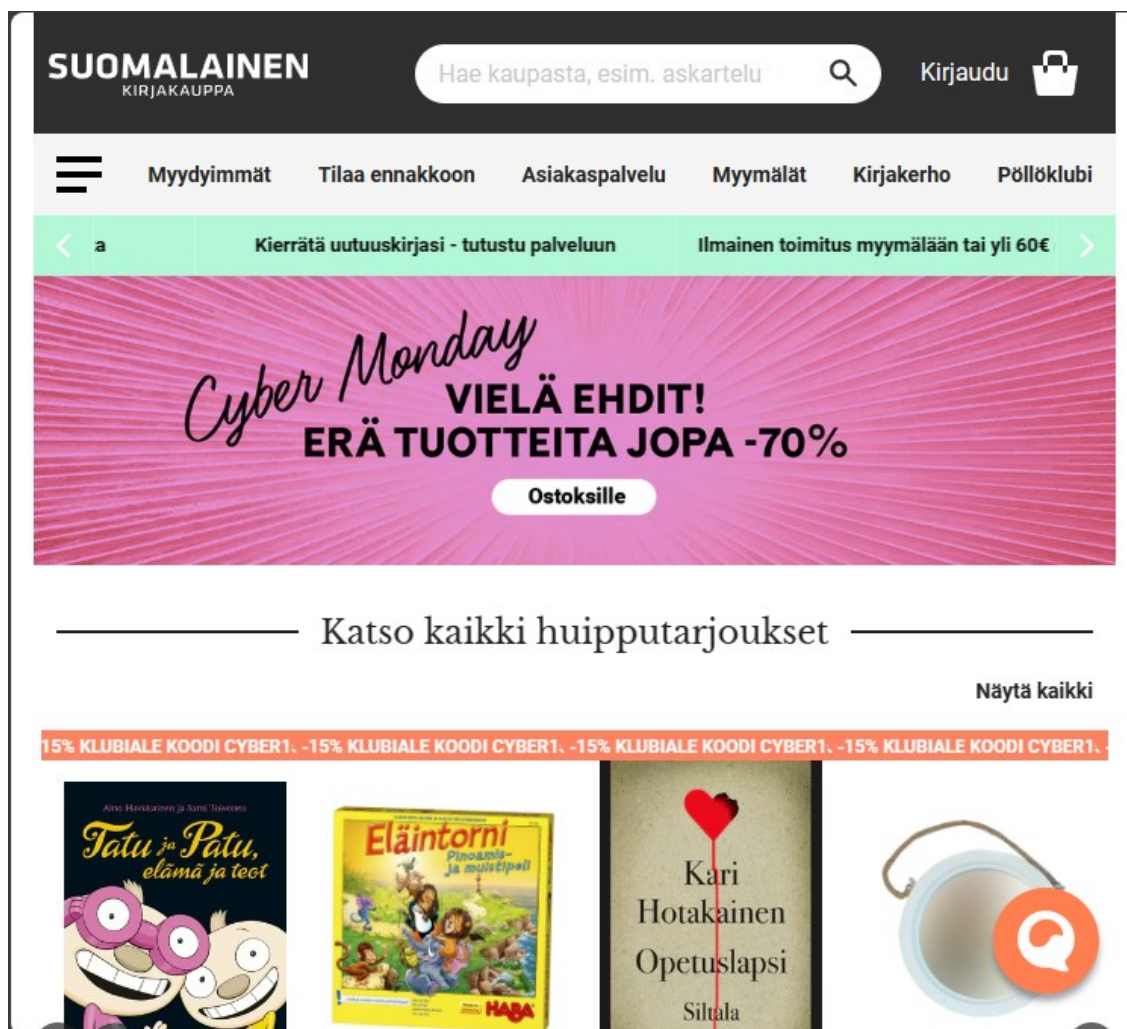 SUOMALAINEN
KIRJAKAUPPA
Hae kaupasta, esim. askartelu
Kirjaudu
Myydyimmät Tilaa ennakkoon Asiakaspalvelu Myymälät Kirjakerho Pöllöklubi
a Kierrätä uutuuskirjasi - tutustu palveluun Ilmainen toimitus myymälään tai yli 60€
Cyber Monday
VIELÄ EHDIT!
ERÄ TUOTTEITA JOPA -70%
Ostoksille
Katso kaikki huipputarjoukset
Näytä kaikki
15% KLUBIALE KOODI CYBER1 -15% KLUBIALE KOODI CYBER1 -15% KLUBIALE KOODI CYBER1 -15% KLUBIALE KOODI CYBER1
Aino Havukainen ja Sami Toivonen
Tatu ja Patu,
elämä ja teot
Eläintorni
Pinoamis-
ja muistipeli
HABA
Kari
Hotakainen
Opetuslapsi
Siltala